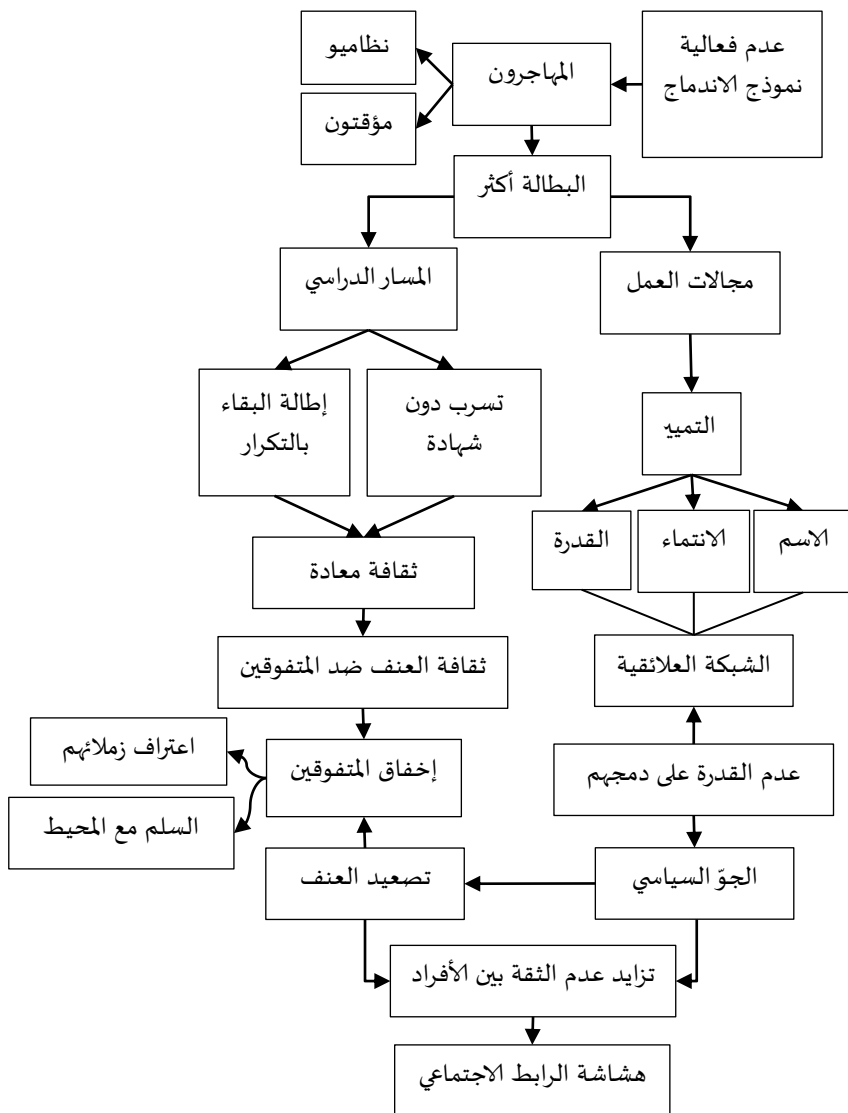 عدم فعالية
نموذج الاندماج
المهاجرون
نظاميو
مؤقتون
البطالة أكثر
مجالات العمل
المسار الدراسي
تسرب دون
شهادة
إطالة البقاء
بالتكرار
التميي
الاسم
الانتماء
القدرة
ثقافة معادة
الشبكة العلائقية
ثقافة العنف ضد المتفوقين
عدم القدرة على دمجهم
إخفاق المتفوقين
اعتراف زملائهم
السلم مع المحيط
الجوّ السياسي
تصعيد العنف
تزايد عدم الثقة بين الأفراد
هشاشة الرابط الاجتماعي